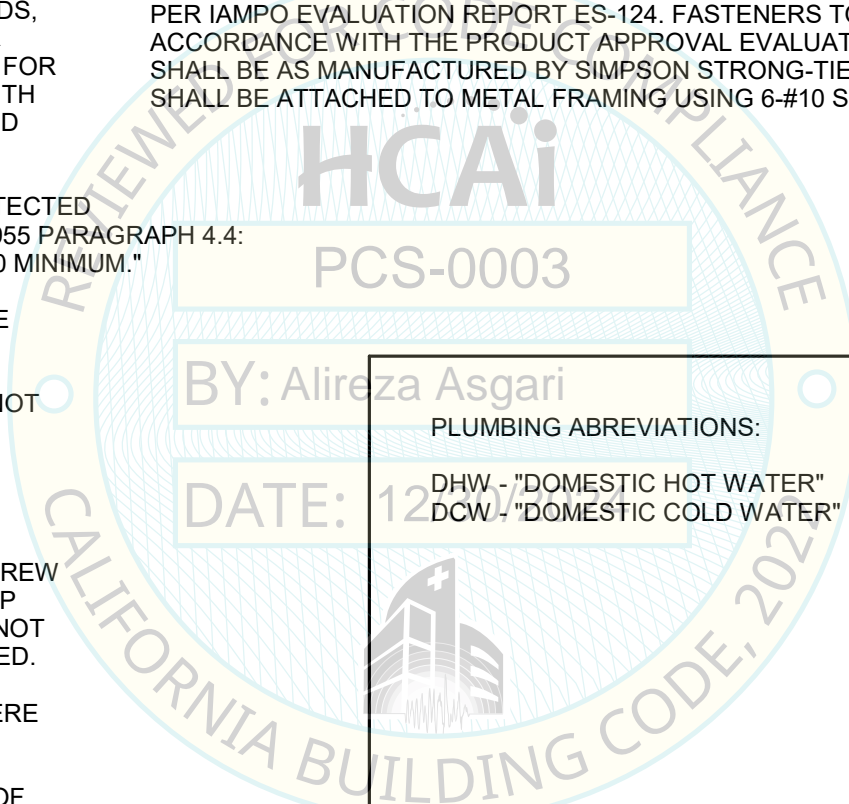 DS,
PER IAMPO EVALUATION REPORT ES-124. FASTENERS TO
ACCORDANCE WITH THE PRODUCT APPROVAL EVALUAT
FOR
SHALL BE AS MANUFACTURED BY SIMPSON STRONG-TIE
TH
SHALL BE ATTACHED TO METAL FRAMING USING 6-#10 S
D
TECTED
055 PARAGRAPH 4.4:
0 MINIMUM."
E
NOT
REW
P
NOT
ED.
ERE
OF
REVIEWED FOR CODE COMPLIANCE
HCAi
PCS-0003
BY: Alireza Asgari
DATE: 12/30/2024
CALIFORNIA BUILDING CODE, 2022
PLUMBING ABREVIATIONS:
DHW - "DOMESTIC HOT WATER"
DCW - "DOMESTIC COLD WATER"